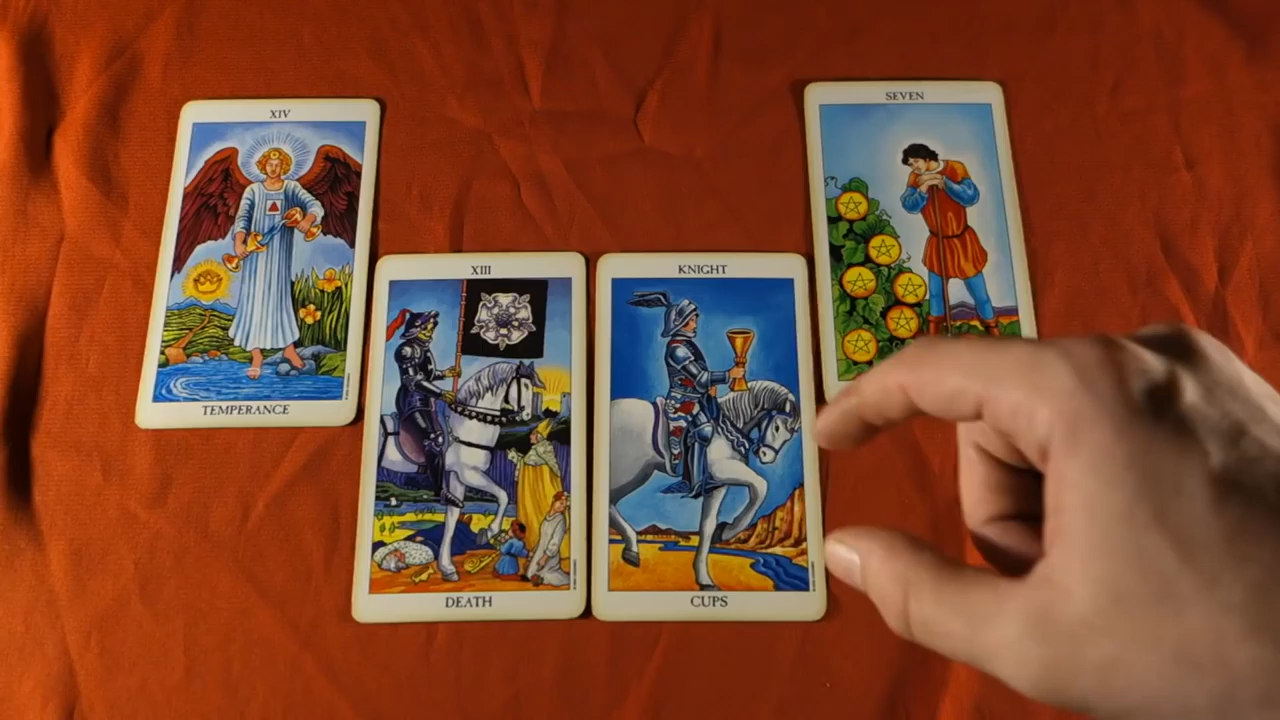 XIV
TEMPERANCE
XIII
DEATH
KNIGHT
CUPS
SEVEN